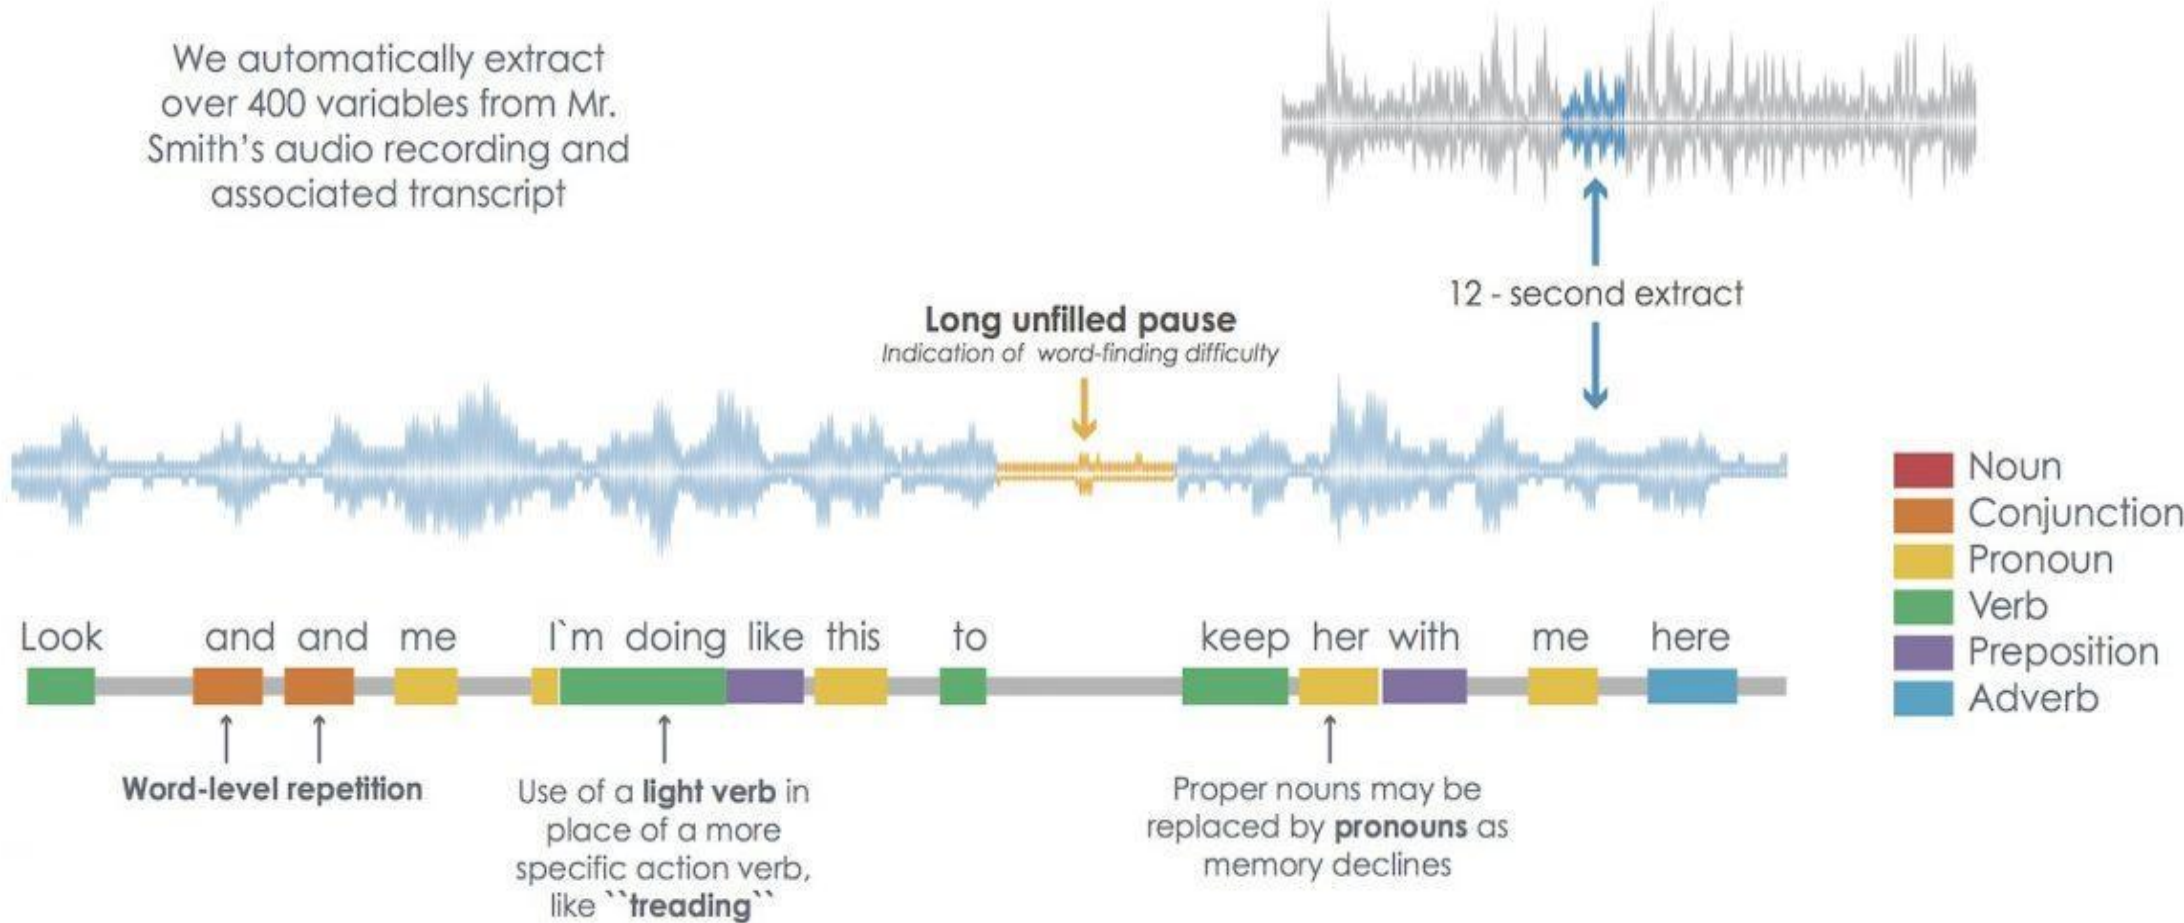 We automatically extract
over 400 variables from Mr.
Smith's audio recording and
associated transcript
12 - second extract
Long unfilled pause
Indication of word-finding difficulty
Noun
Conjunction
Pronoun
Verb
Preposition
Adverb
Look and and me I`m doing like this to keep her with me here
Word-level repetition
Use of a light verb in
place of a more
specific action verb,
like ``treading``
Proper nouns may be
replaced by pronouns as
memory declines